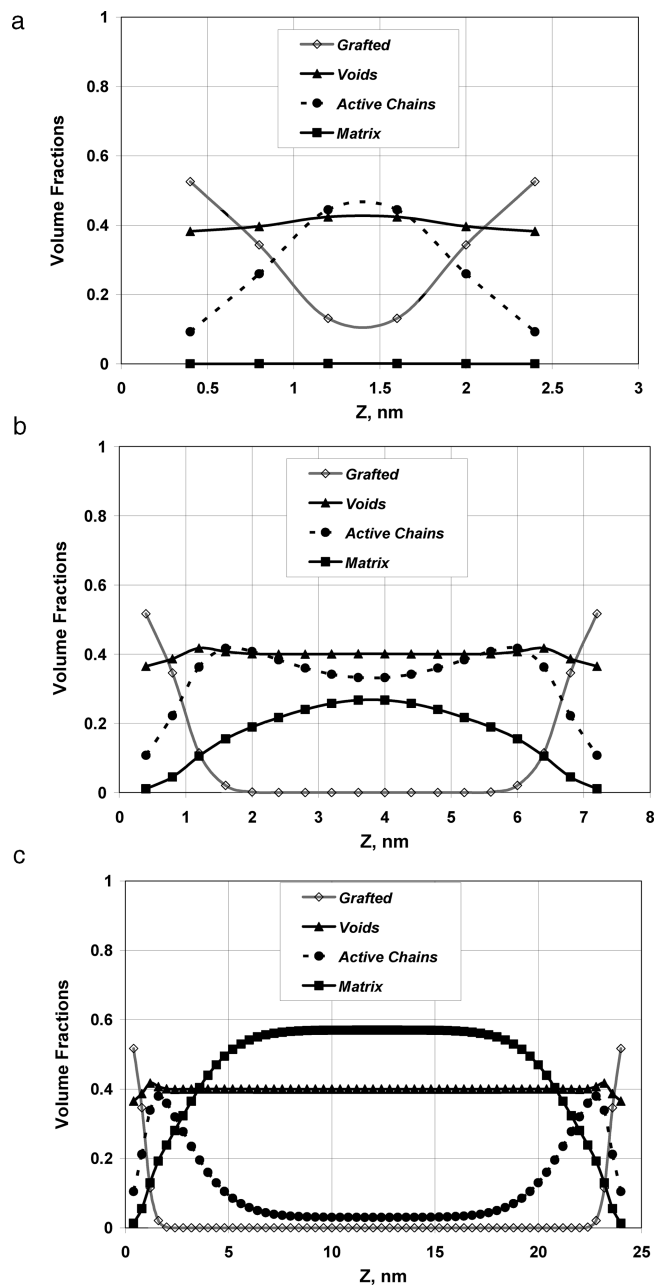 a
1
0.8
0.6
0.4
0.2
0
Volume Fractions
Grafted
Voids
Active Chains
Matrix
0 0.5 1 1.5 2 2.5 3
Z, nm
b
1
0.8
0.6
0.4
0.2
0
Volume Fractions
Grafted
Voids
Active Chains
Matrix
0 1 2 3 4 5 6 7 8
Z, nm
c
1
0.8
0.6
0.4
0.2
0
Volume Fractions
Grafted
Voids
Active Chains
Matrix
0 5 10 15 20 25
Z, nm